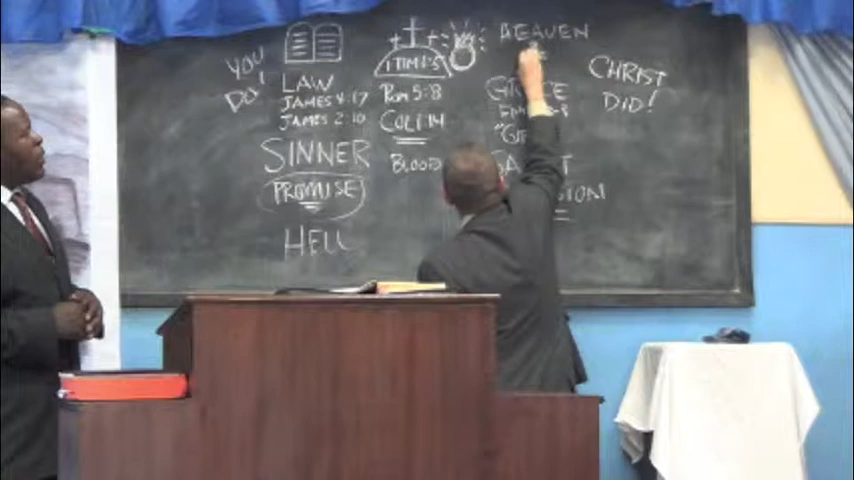 YOU
DO!
LAW
JAMES 4:17
JAMES 2:10
SINNER
PROMISE
HELL
1 TIM 1:5
ROM 5:8
COL 1:14
BLOOD
HEAVEN
CHRIST
DID!